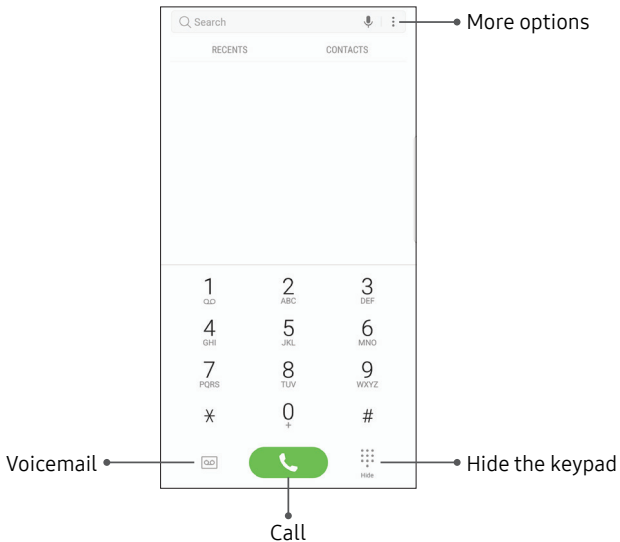 Search
More options
RECENTS CONTACTS
1 2 3
ABC DEF
4 5 6
GHI JKL MNO
7 8 9
PQRS TUV WXYZ
* 0 #
+
Voicemail
Hide the keypad
Hide
Call